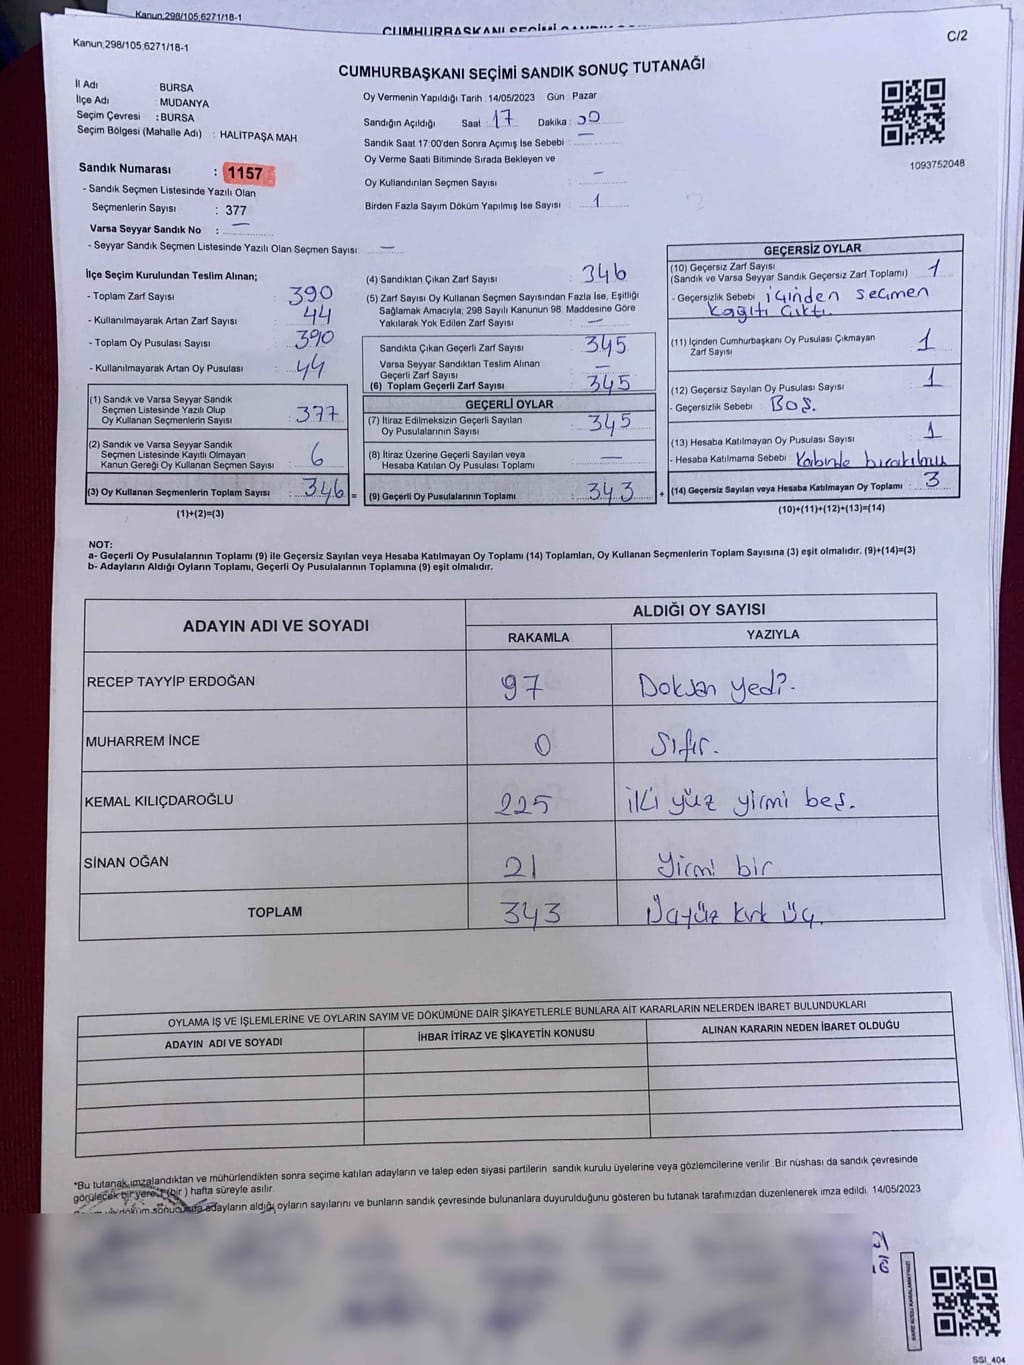 Kanun;298/105,6271/18-1
CUMHURBAŞKANI SEÇİMİ SANDIK
Kanun;298/105,6271/18-1
C/2
CUMHURBAŞKANI SEÇİMİ SANDIK SONUÇ TUTANAĞI
İl Adı : BURSA
İlçe Adı : MUDANYA
Seçim Çevresi : BURSA
Seçim Bölgesi (Mahalle Adı) : HALİTPAŞA MAH
Sandık Numarası : 1157
- Sandık Seçmen Listesinde Yazılı Olan
Seçmenlerin Sayısı : 377
Varsa Seyyar Sandık No : —
- Seyyar Sandık Seçmen Listesinde Yazılı Olan Seçmen Sayısı: —
Oy Vermenin Yapıldığı Tarih :14/05/2023 Gün : Pazar
Sandığın Açıldığı Saat : 17 Dakika : 00
Sandık Saat 17:00'den Sonra Açımış İse Sebebi : —
Oy Verme Saati Bitiminde Sırada Bekleyen ve
Oy Kullandırılan Seçmen Sayısı : —
Birden Fazla Sayım Döküm Yapılmış İse Sayısı : 1
1093752048
İlçe Seçim Kurulundan Teslim Alınan;
- Toplam Zarf Sayısı : 390
- Kullanılmayarak Artan Zarf Sayısı : 44
- Toplam Oy Pusulası Sayısı : 390
- Kullanılmayarak Artan Oy Pusulası : 44
(1) Sandık ve Varsa Seyyar Sandık
Seçmen Listesinde Yazılı Olup
Oy Kullanan Seçmenlerin Sayısı : 377
(2) Sandık ve Varsa Seyyar Sandık
Seçmen Listesinde Kayıtlı Olmayan
Kanun Gereği Oy Kullanan Seçmen Sayısı : 6
(3) Oy Kullanan Seçmenlerin Toplam Sayısı : 346 =
(1)+(2)=(3)
(4) Sandıktan Çıkan Zarf Sayısı : 346
(5) Zarf Sayısı Oy Kullanan Seçmen Sayısından Fazla İse, Eşitliği
Sağlamak Amacıyla; 298 Sayılı Kanunun 98. Maddesine Göre
Yakılarak Yok Edilen Zarf Sayısı : —
Sandıkta Çıkan Geçerli Zarf Sayısı : 345
Varsa Seyyar Sandıktan Teslim Alınan
Geçerli Zarf Sayısı : —
(6) Toplam Geçerli Zarf Sayısı : 345
GEÇERLİ OYLAR
(7) İtiraz Edilmeksizin Geçerli Sayılan
Oy Pusulalarının Sayısı : 345
(8) İtiraz Üzerine Geçerli Sayılan veya
Hesaba Katılan Oy Pusulası Toplamı : —
(9) Geçerli Oy Pusulalarının Toplamı : 343 +
GEÇERSİZ OYLAR
(10) Geçersiz Zarf Sayısı : 1
(Sandık ve Varsa Seyyar Sandık Geçersiz Zarf Toplamı)
- Geçersizlik Sebebi : içinden seçmen
kağıtı çıktı.
(11) İçinden Cumhurbaşkanı Oy Pusulası Çıkmayan
Zarf Sayısı : 1
(12) Geçersiz Sayılan Oy Pusulası Sayısı : 1
- Geçersizlik Sebebi : Boş.
(13) Hesaba Katılmayan Oy Pusulası Sayısı : 1
- Hesaba Katılmama Sebebi : Kabinde
(14) Geçersiz Sayılan veya Hesaba Katılmayan Oy Toplamı : 3
(10)+(11)+(12)+(13)=(14)
NOT:
a- Geçerli Oy Pusulalarının Toplamı (9) ile Geçersiz Sayılan veya Hesaba Katılmayan Oy Toplamı (14) Toplamları, Oy Kullanan Seçmenlerin Toplam Sayısına (3) eşit olmalıdır. (9)+(14)=(3)
b- Adayların Aldığı Oyların Toplamı, Geçerli Oy Pusulalarının Toplamına (9) eşit olmalıdır.
ADAYIN ADI VE SOYADI
ALDIĞI OY SAYISI
RAKAMLA YAZIYLA
RECEP TAYYİP ERDOĞAN 97 Doksan yedi.
MUHARREM İNCE 0 Sıfır.
KEMAL KILIÇDAROĞLU 225 iki yüz yirmi beş.
SİNAN OĞAN 21 Yirmi bir
TOPLAM 343 Üçyüz kırk üç.
OYLAMA İŞ VE İŞLEMLERİNE VE OYLARIN SAYIM VE DÖKÜMÜNE DAİR ŞİKAYETLERLE BUNLARA AİT KARARLARIN NELERDEN İBARET BULUNDUKLARI
ADAYIN ADI VE SOYADI İHBAR İTİRAZ VE ŞİKAYETİN KONUSU ALINAN KARARIN NEDEN İBARET OLDUĞU
*Bu tutanak imzalandıktan ve mühürlendikten sonra seçime katılan adayların ve talep eden siyasi partilerin sandık kurulu üyelerine veya gözlemcilerine verilir .Bir nüshası da sandık çevresinde
görülecek bir yere 1 (bir ) hafta süreyle asılır.
döküm sonucunda adayların aldığı oyların sayılarını ve bunların sandık çevresinde bulunanlara duyurulduğunu gösteren bu tutanak tarafımızdan düzenlenerek imza edildi. 14/05/2023
SSI_404